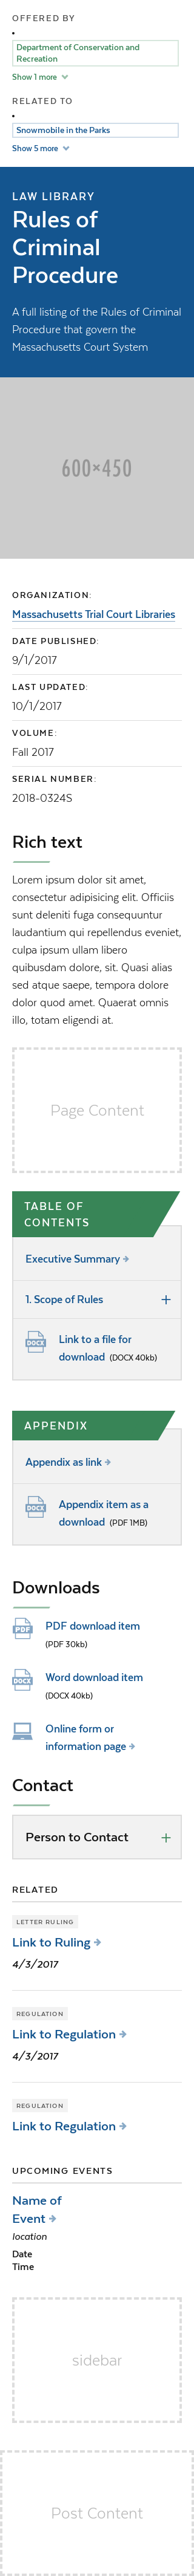 OFFERED BY
Department of Conservation and
Recreation
Show 1 more
RELATED TO
Snowmobile in the Parks
Show 5 more
LAW LIBRARY
Rules of
Criminal
Procedure
A full listing of the Rules of Criminal
Procedure that govern the
Massachusetts Court System
600×450
ORGANIZATION:
Massachusetts Trial Court Libraries
DATE PUBLISHED:
9/1/2017
LAST UPDATED:
10/1/2017
VOLUME:
Fall 2017
SERIAL NUMBER:
2018-0324S
Rich text
Lorem ipsum dolor sit amet,
consectetur adipisicing elit. Officiis
sunt deleniti fuga consequuntur
laudantium qui repellendus eveniet,
culpa ipsum ullam libero
quibusdam dolore, sit. Quasi alias
sed atque saepe, tempora dolore
dolor quod amet. Quaerat omnis
illo, totam eligendi at.
Page Content
TABLE OF
CONTENTS
Executive Summary
1. Scope of Rules
DOCX
Link to a file for
download (DOCX 40kb)
APPENDIX
Appendix as link
DOCX
Appendix item as a
download (PDF 1MB)
Downloads
PDF
PDF download item
(PDF 30kb)
DOCX
Word download item
(DOCX 40kb)
Online form or
information page
Contact
Person to Contact
RELATED
LETTER RULING
Link to Ruling
4/3/2017
REGULATION
Link to Regulation
4/3/2017
REGULATION
Link to Regulation
UPCOMING EVENTS
Name of
Event
location
Date
Time
sidebar
Post Content